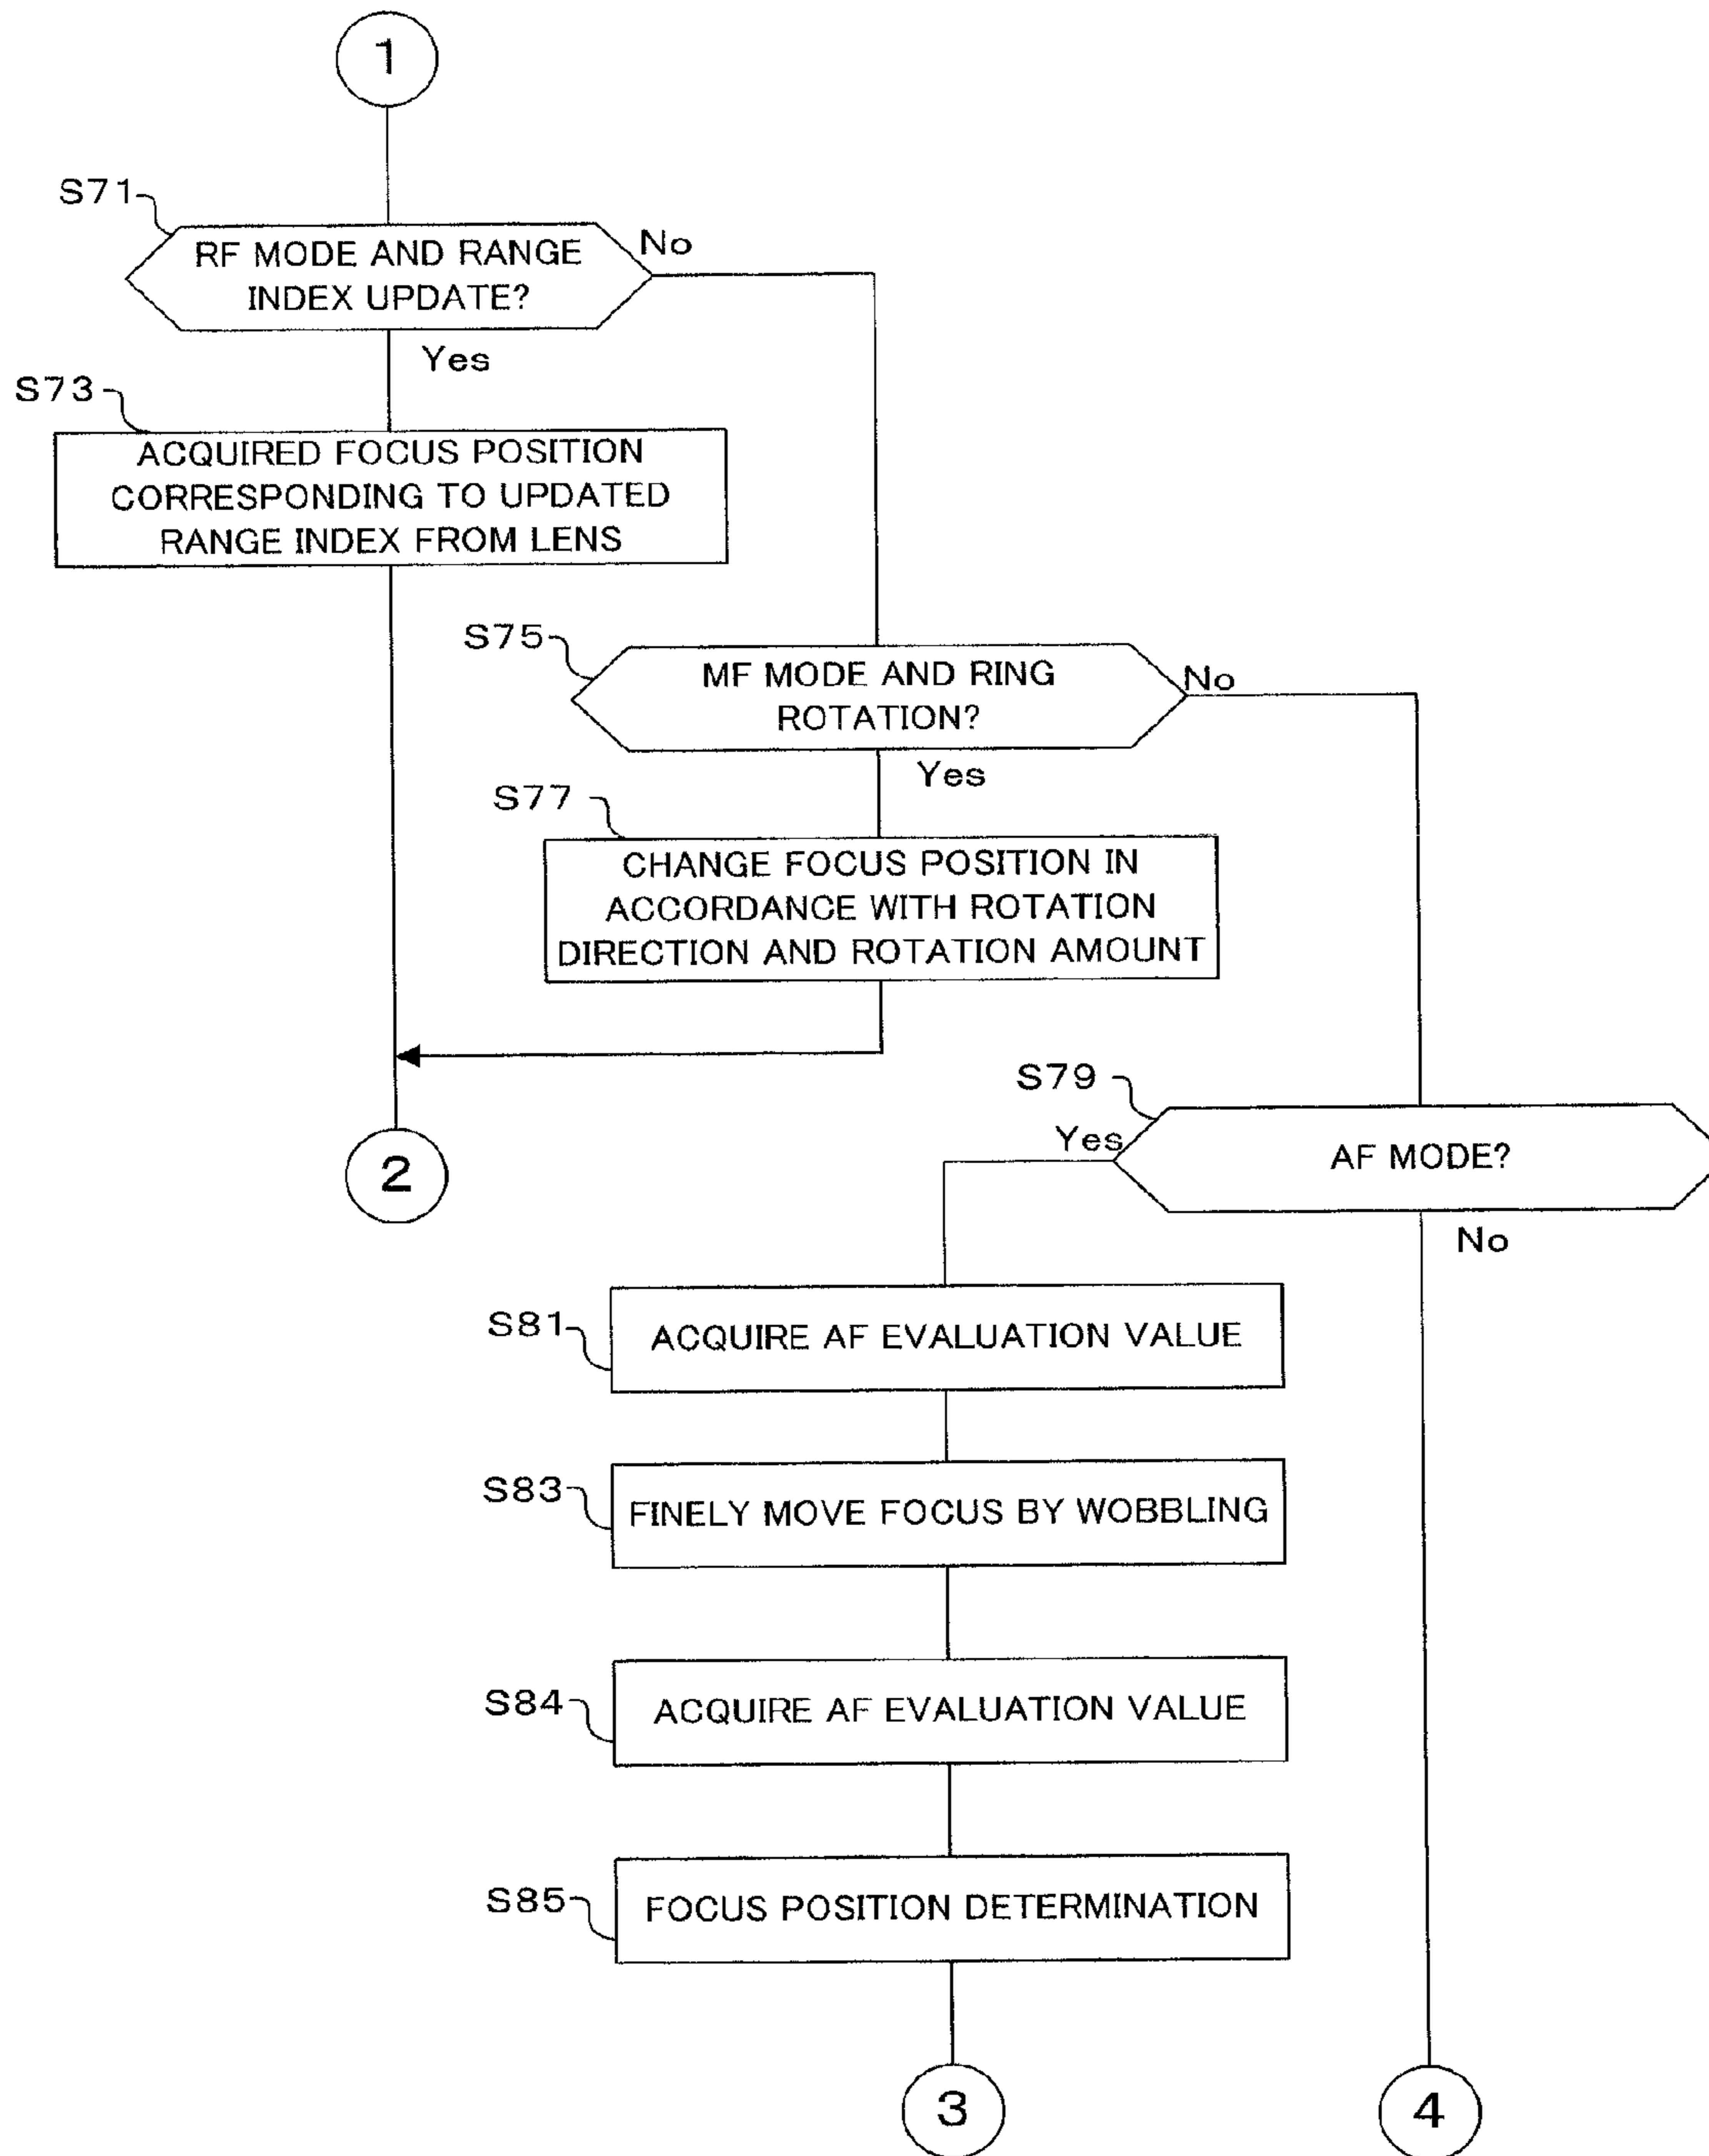 1
S71
RF MODE AND RANGE
INDEX UPDATE?
No
Yes
S73
ACQUIRED FOCUS POSITION
CORRESPONDING TO UPDATED
RANGE INDEX FROM LENS
S75
MF MODE AND RING
ROTATION?
No
Yes
S77
CHANGE FOCUS POSITION IN
ACCORDANCE WITH ROTATION
DIRECTION AND ROTATION AMOUNT
2
S79
AF MODE?
Yes
No
S81
ACQUIRE AF EVALUATION VALUE
S83
FINELY MOVE FOCUS BY WOBBLING
S84
ACQUIRE AF EVALUATION VALUE
S85
FOCUS POSITION DETERMINATION
3
4